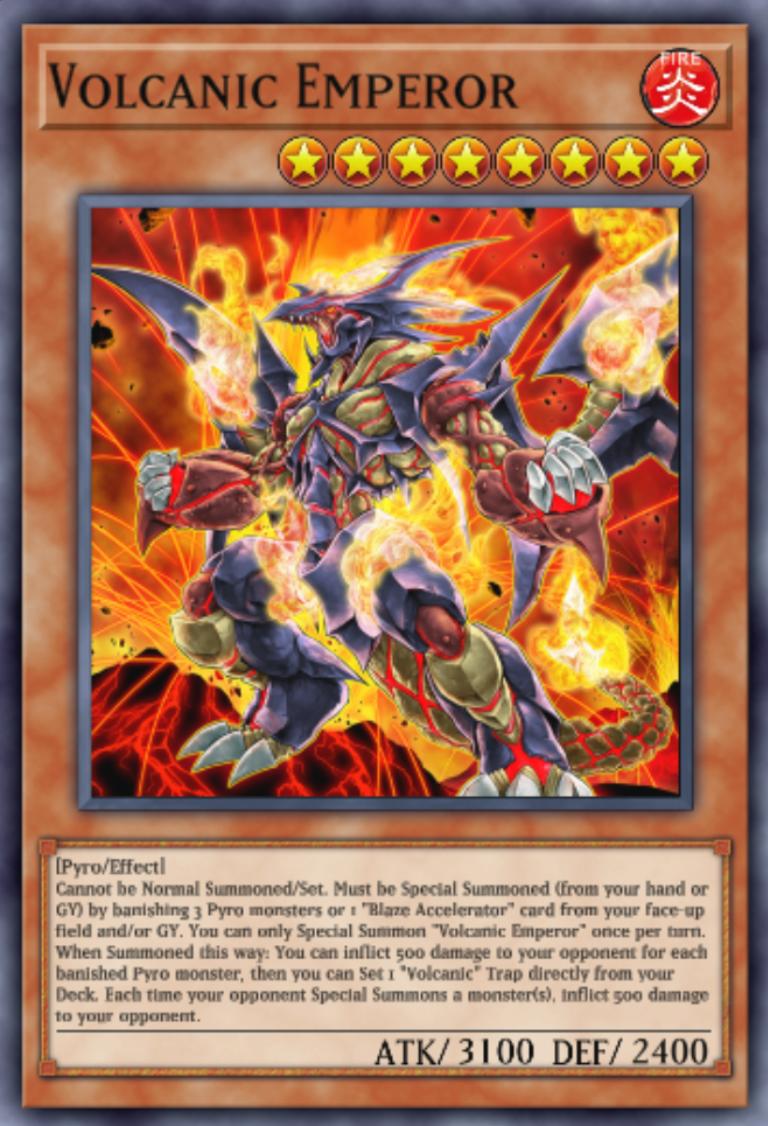 VOLCANIC EMPEROR
FIRE
炎
[Pyro/Effect]
Cannot be Normal Summoned/Set. Must be Special Summoned (from your hand or
GY) by banishing 3 Pyro monsters or 1 "Blaze Accelerator" card from your face-up
field and/or GY. You can only Special Summon "Volcanic Emperor" once per turn.
When Summoned this way: You can inflict 500 damage to your opponent for each
banished Pyro monster, then you can Set 1 "Volcanic" Trap directly from your
Deck. Each time your opponent Special Summons a monster(s), inflict 500 damage
to your opponent.
ATK/ 3100 DEF/ 2400